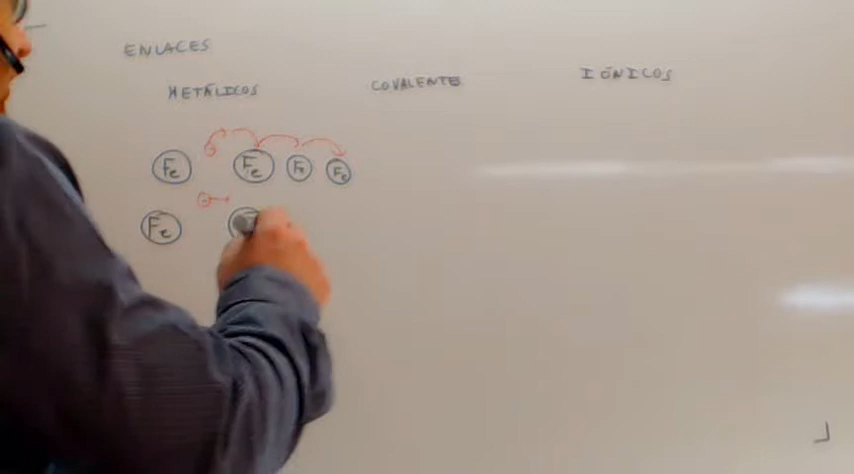 ENLACES
METÁLICOS COVALENTE IÓNICOS
Fe Fe Fe Fe
Fe